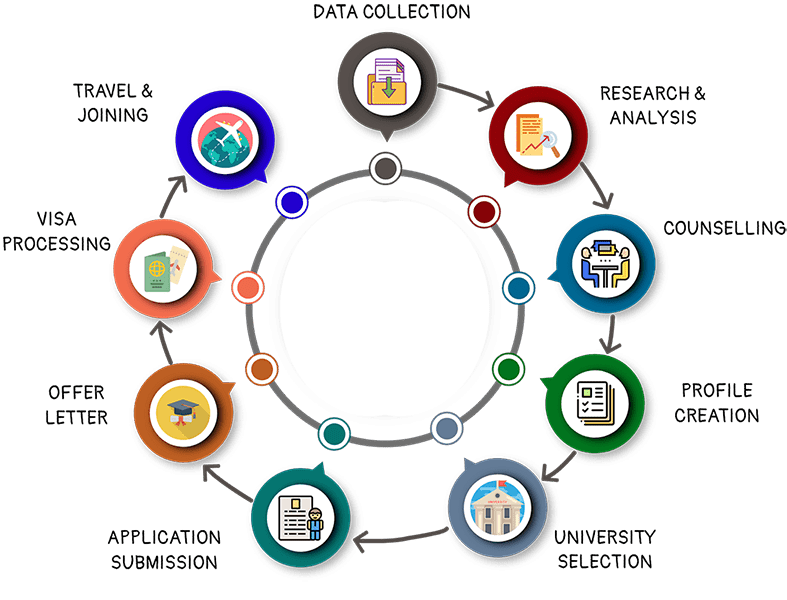 DATA COLLECTION
RESEARCH &
ANALYSIS
COUNSELLING
PROFILE
CREATION
UNIVERSITY
SELECTION
APPLICATION
SUBMISSION
OFFER
LETTER
VISA
PROCESSING
TRAVEL &
JOINING